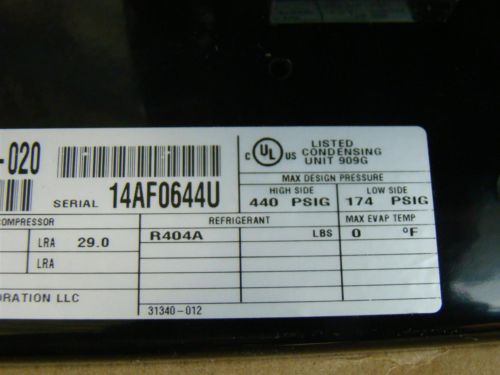 -020
SERIAL 14AF0644U
C UL US LISTED CONDENSING UNIT 909G
MAX DESIGN PRESSURE
HIGH SIDE LOW SIDE
440 PSIG 174 PSIG
COMPRESSOR REFRIGERANT MAX EVAP TEMP
LRA 29.0 R404A LBS 0 °F
LRA
ORATION LLC
31340-012